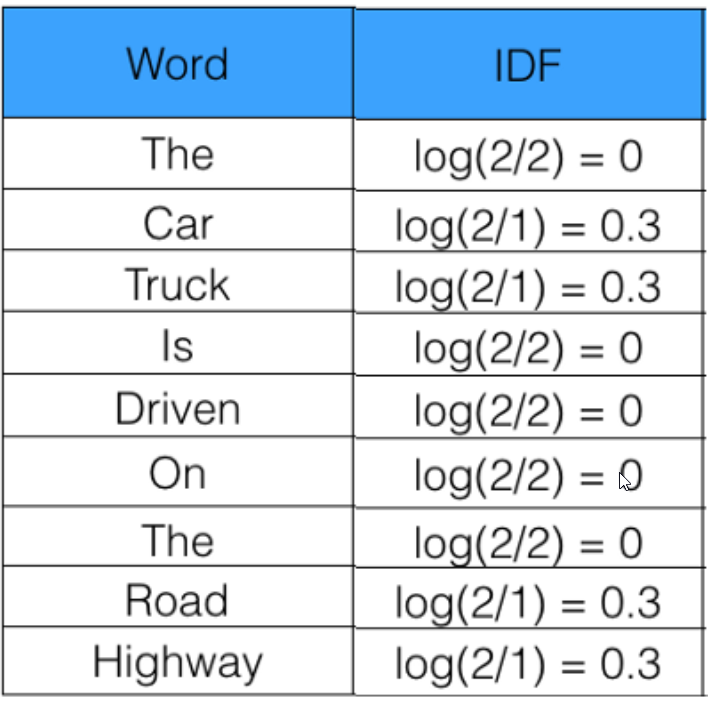 Word IDF
The log(2/2) = 0
Car log(2/1) = 0.3
Truck log(2/1) = 0.3
Is log(2/2) = 0
Driven log(2/2) = 0
On log(2/2) = 0
The log(2/2) = 0
Road log(2/1) = 0.3
Highway log(2/1) = 0.3